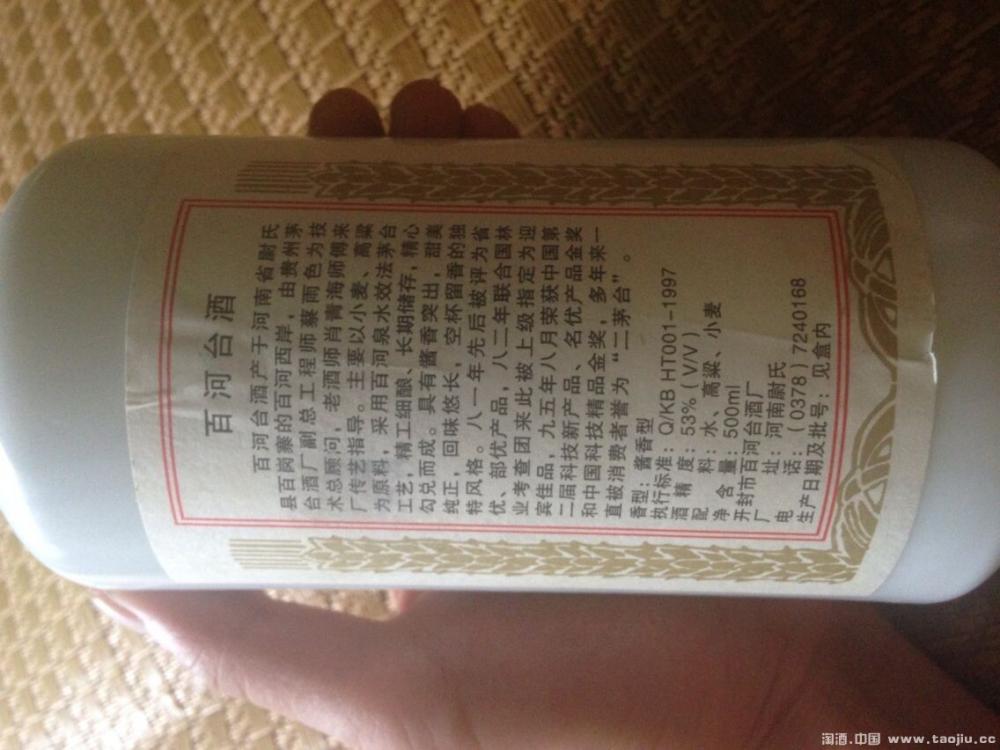 百河台酒
百河台酒产于河南省尉氏
县百岗寨的百河西岸，由贵州茅
台酒厂副总工程师蔡雨色为技
术总顾问，老酒师肖青海师傅来
厂传艺指导。主要以小麦、高粱
为原料，采用百河泉水效法茅台
工艺，精工细酿、长期储存，精心
勾兑而成。具有酱香突出，甜美
纯正，回味悠长，空杯留香的独
特风格。八一年先后被评为省
优、部优产品，八二年联合国林
业考查团来此被上级指定为迎
宾佳品，九五年八月荣获中国第
二届科技新产品、名优产品金奖
和中国科技精品金奖，多年来一
直被消费者誉为“二茅台”。
香型：酱香型
执行标准：Q/KB HT001-1997
酒精度：53%(V/V)
配料：水、高粱、小麦
净含量：500ml
开封市百河台酒厂
厂址：河南尉氏
电话：(0378)7240168
生产日期及批号：见盒内
淘酒.中国 www.taojiu.cc